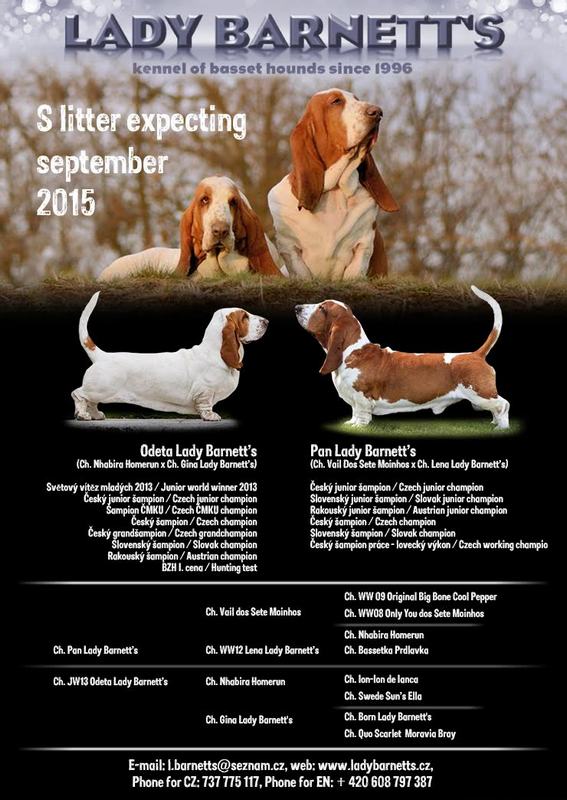 LADY BARNETT'S
kennel of basset hounds since 1996
S litter expecting
september
2015
Odeta Lady Barnett's
(Ch. Nhabira Homerun x Ch. Gina Lady Barnett's)
Světový vítěz mladých 2013 / Junior world winner 2013
Český junior šampion / Czech junior champion
Šampion ČMKU / Czech ČMKU champion
Český šampion / Czech champion
Český grandšampion / Czech grandchampion
Slovenský šampion / Slovak champion
Rakouský šampion / Austrian champion
BZH I. cena / Hunting test
Pan Lady Barnett's
(Ch. Vail Dos Sete Moinhos x Ch. Lena Lady Barnett's)
Český junior šampion / Czech junior champion
Slovenský junior šampion / Slovak junior champion
Rakouský junior šampion / Austrian junior champion
Český šampion / Czech champion
Slovenský šampion / Slovak champion
Český šampion práce - lovecký výkon / Czech working champio
Ch. Pan Lady Barnett's
Ch. Vail dos Sete Moinhos
Ch. WW 09 Original Big Bone Cool Pepper
Ch. WW08 Only You dos Sete Moinhos
Ch. WW12 Lena Lady Barnett's
Ch. Nhabira Homerun
Ch. Bassetka Prdlavka
Ch. JW13 Odeta Lady Barnett's
Ch. Nhabira Homerun
Ch. Ion-Ion de Ianca
Ch. Swede Sun's Ella
Ch. Gina Lady Barnett's
Ch. Born Lady Barnett's
Ch. Quo Scarlet Moravia Bray
E-mail: l.barnetts@seznam.cz, web: www.ladybarnetts.cz,
Phone for CZ: 737 775 117, Phone for EN: + 420 608 797 387